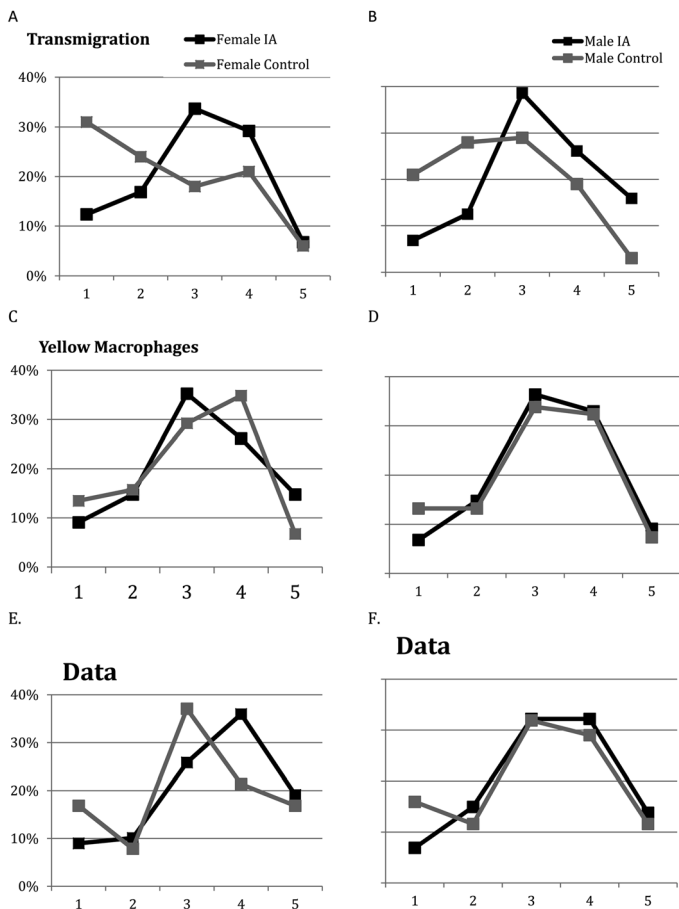 A
B
Transmigration
Female IA
Female Control
Male IA
Male Control
40%
30%
20%
10%
0%
1 2 3 4 5
1 2 3 4 5
C
D
Yellow Macrophages
40%
30%
20%
10%
0%
1 2 3 4 5
1 2 3 4 5
E.
F.
Data
Data
40%
30%
20%
10%
0%
1 2 3 4 5
1 2 3 4 5